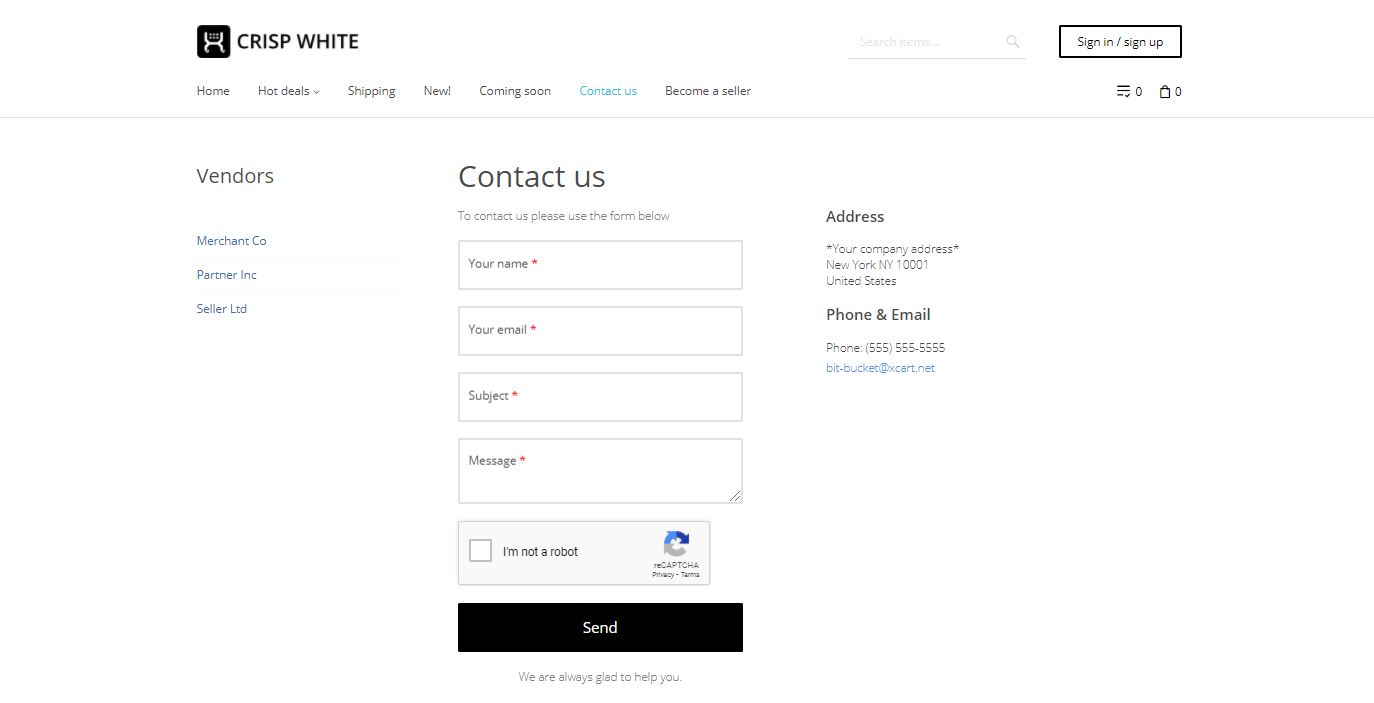 CRISP WHITE
Search items...
Sign in / sign up
Home Hot deals Shipping New! Coming soon Contact us Become a seller 0 0
Vendors
Merchant Co
Partner Inc
Seller Ltd
Contact us
To contact us please use the form below
Your name *
Your email *
Subject *
Message *
I'm not a robot
reCAPTCHA
Privacy - Terms
Send
We are always glad to help you.
Address
*Your company address*
New York NY 10001
United States
Phone & Email
Phone: (555) 555-5555
bit-bucket@xcart.net